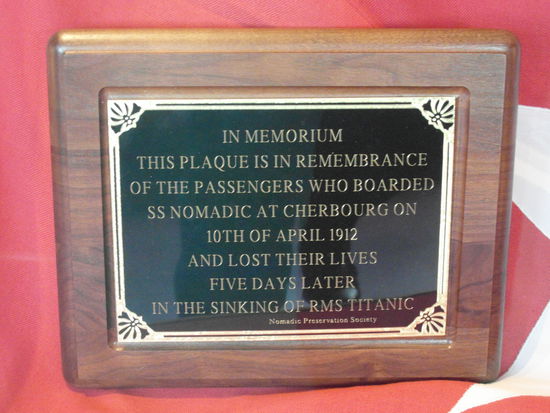 IN MEMORIUM
THIS PLAQUE IS IN REMEMBRANCE
OF THE PASSENGERS WHO BOARDED
SS NOMADIC AT CHERBOURG ON
10TH OF APRIL 1912
AND LOST THEIR LIVES
FIVE DAYS LATER
IN THE SINKING OF RMS TITANIC
Nomadic Preservation Society